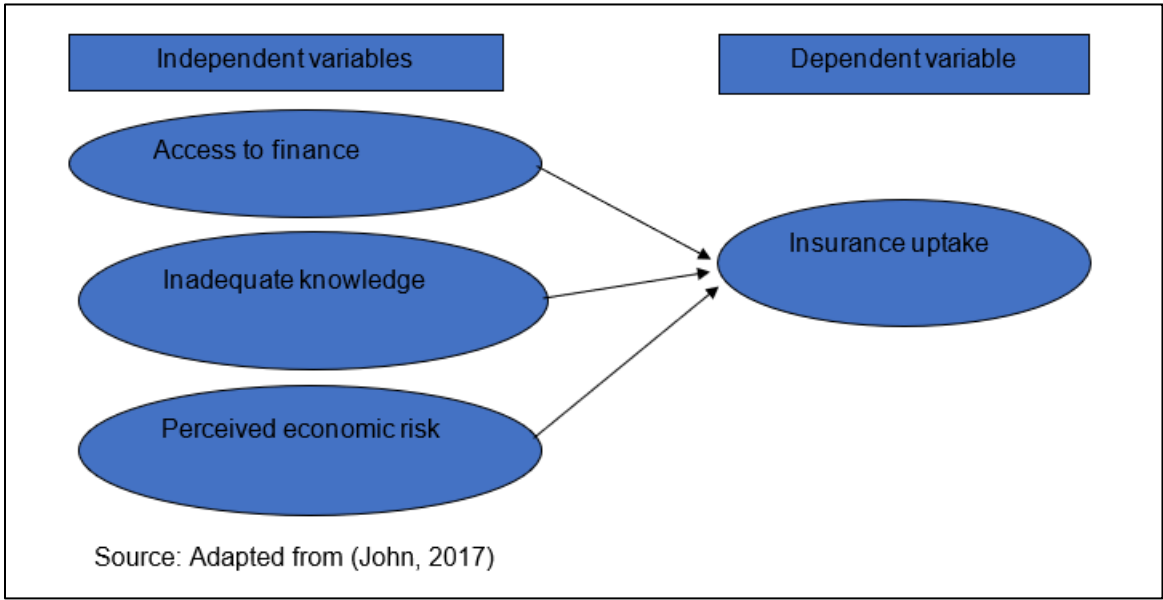 Independent variables
Dependent variable
Access to finance
Insurance uptake
Inadequate knowledge
Perceived economic risk
Source: Adapted from (John, 2017)